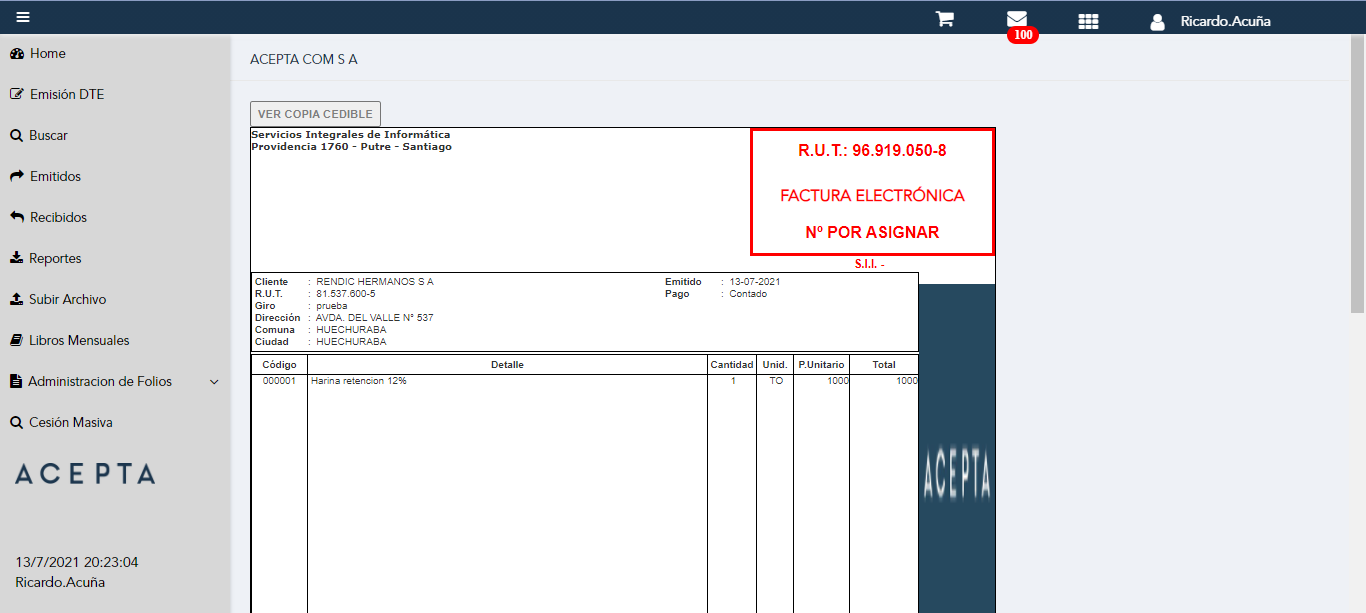 Ricardo.Acuña
100
Home
Emisión DTE
Buscar
Emitidos
Recibidos
Reportes
Subir Archivo
Libros Mensuales
Administracion de Folios
Cesión Masiva
ACEPTA
13/7/2021 20:23:04
Ricardo.Acuña
ACEPTA COM S A
VER COPIA CEDIBLE
Servicios Integrales de Informática
Providencia 1760 - Putre - Santiago
R.U.T.: 96.919.050-8
FACTURA ELECTRÓNICA
Nº POR ASIGNAR
S.I.I. -
Cliente : RENDIC HERMANOS S A Emitido : 13-07-2021
R.U.T. : 81.537.600-5 Pago : Contado
Giro : prueba
Dirección : AVDA. DEL VALLE N° 537
Comuna : HUECHURABA
Ciudad : HUECHURABA
Código Detalle Cantidad Unid. P.Unitario Total
000001 Harina retencion 12% 1 TO 1000 1000
ACEPTA